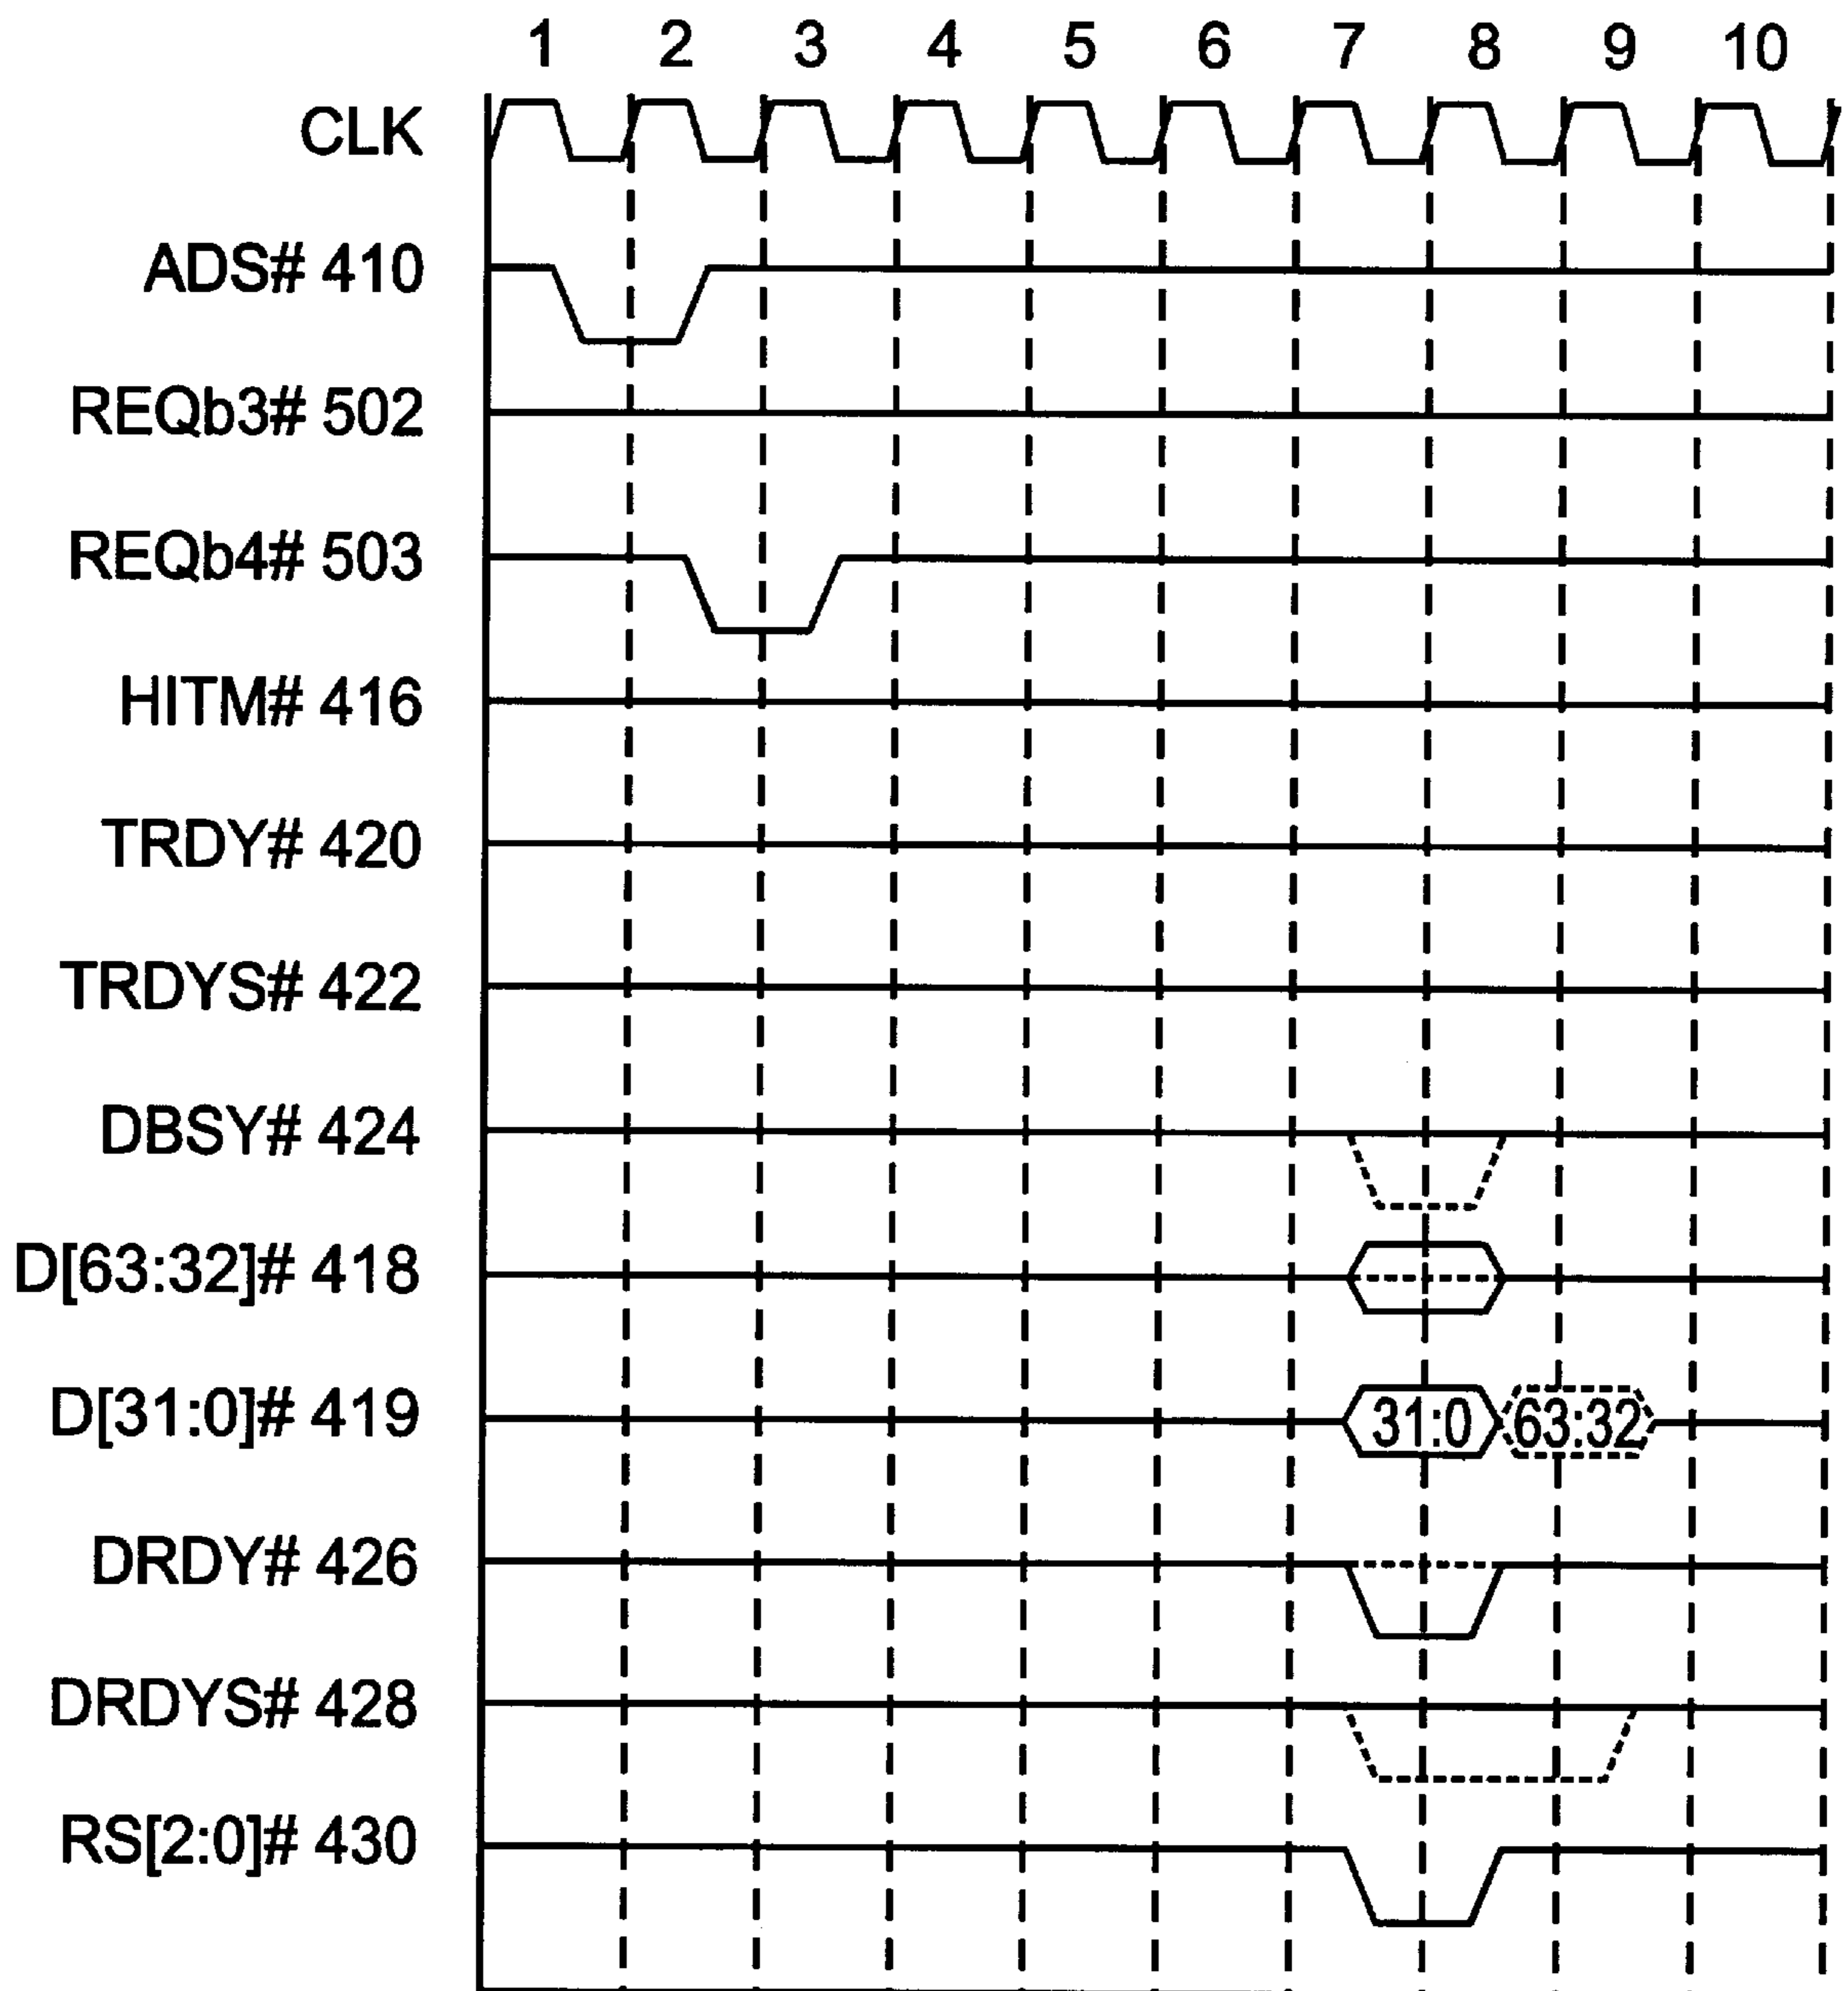 1 2 3 4 5 6 7 8 9 10
CLK
ADS# 410
REQb3# 502
REQb4# 503
HITM# 416
TRDY# 420
TRDYS# 422
DBSY# 424
D[63:32]# 418
D[31:0]# 419 31:0 63:32
DRDY# 426
DRDYS# 428
RS[2:0]# 430